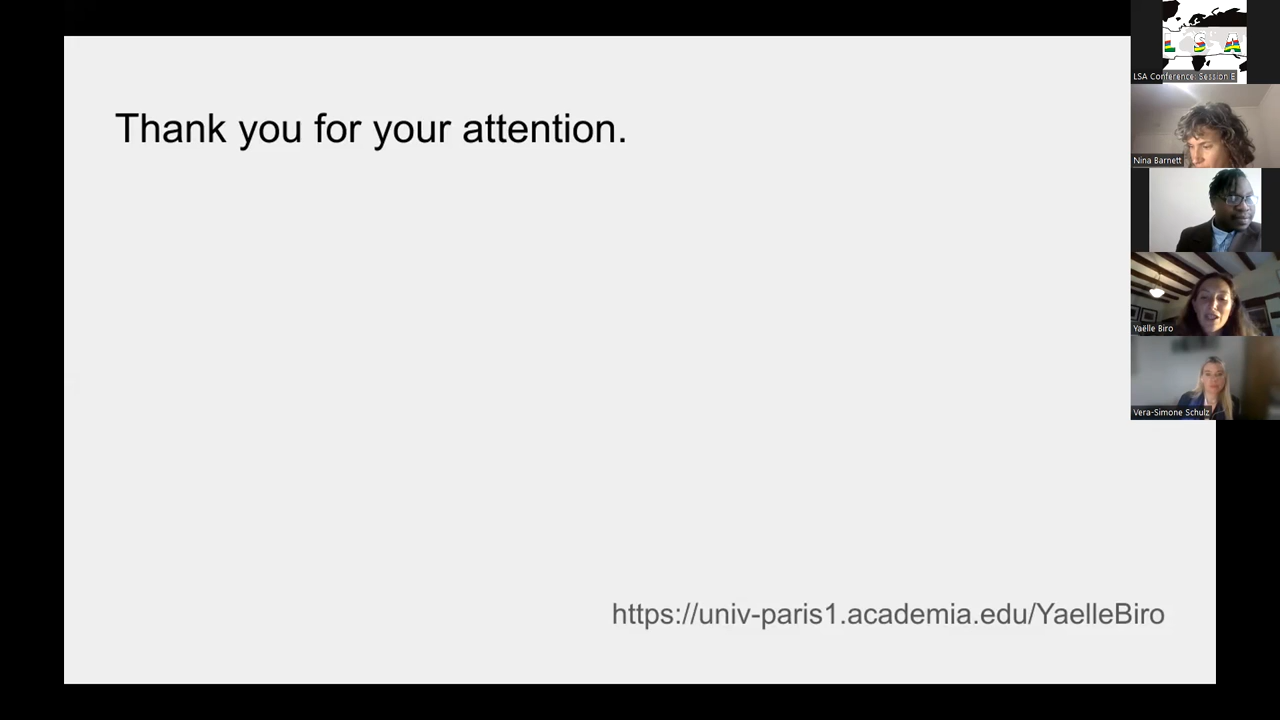 Thank you for your attention.
https://univ-paris1.academia.edu/YaelleBiro
LSA
LSA Conference: Session E
Nina Barnett
Yaëlle Biro
Vera-Simone Schulz